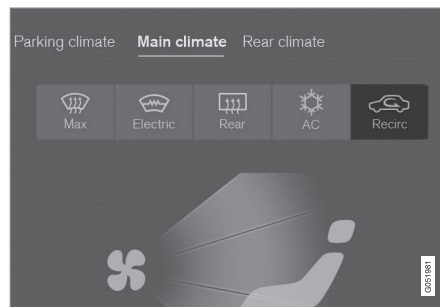 Parking climate Main climate Rear climate
Max Electric Rear AC Recirc
G051981